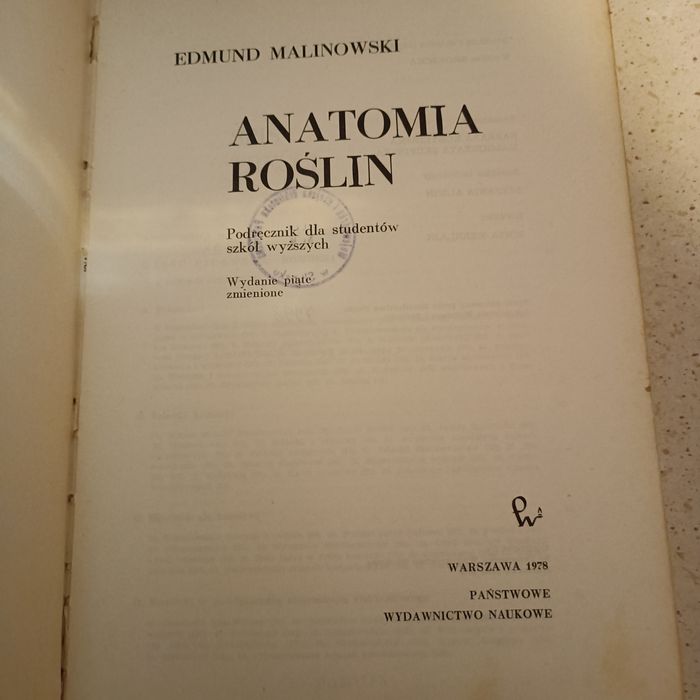 EDMUND MALINOWSKI
ANATOMIA
ROŚLIN
Podręcznik dla studentów
szkół wyższych
Wydanie piąte
zmienione
WARSZAWA 1978
PAŃSTWOWE
WYDAWNICTWO NAUKOWE